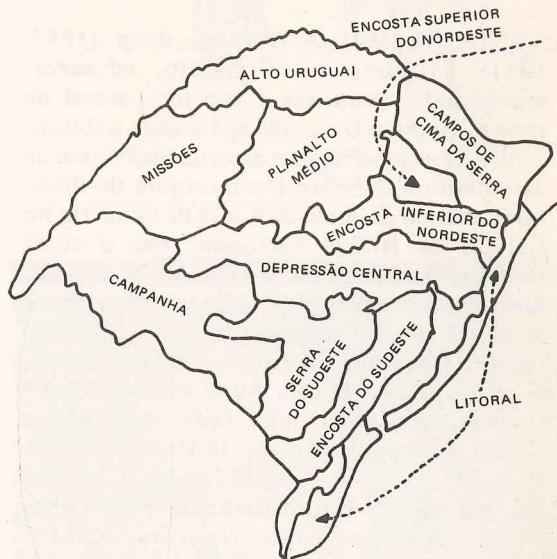 ENCOSTA SUPERIOR
DO NORDESTE
ALTO URUGUAI
CAMPOS DE
CIMA DA SERRA
MISSÕES
PLANALTO
MÉDIO
ENCOSTA INFERIOR DO
NORDESTE
DEPRESSÃO CENTRAL
CAMPANHA
SERRA
DO SUDESTE
ENCOSTA DO SUDESTE
LITORAL